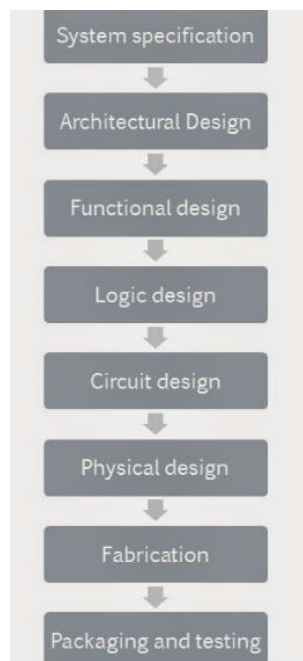 System specification
Architectural Design
Functional design
Logic design
Circuit design
Physical design
Fabrication
Packaging and testing